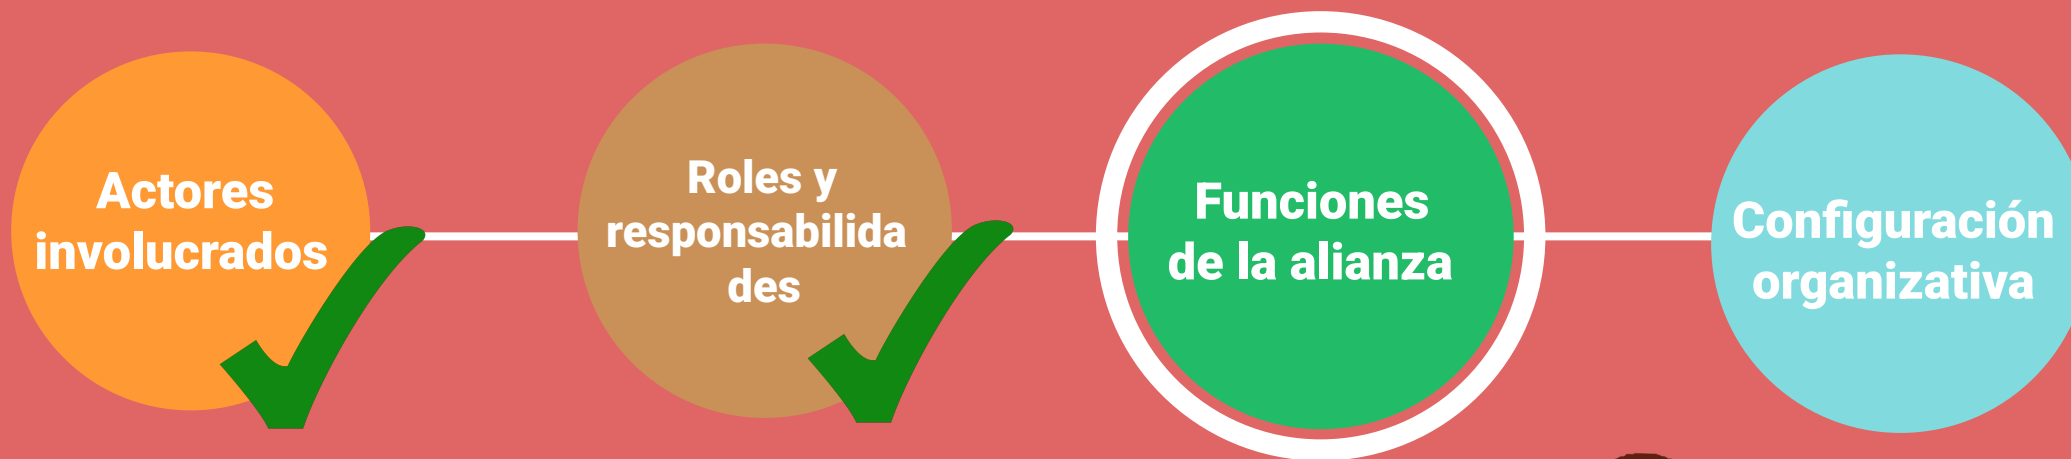 Actores
involucrados
Roles y
responsabilida
des
Funciones
de la alianza
Configuración
organizativa